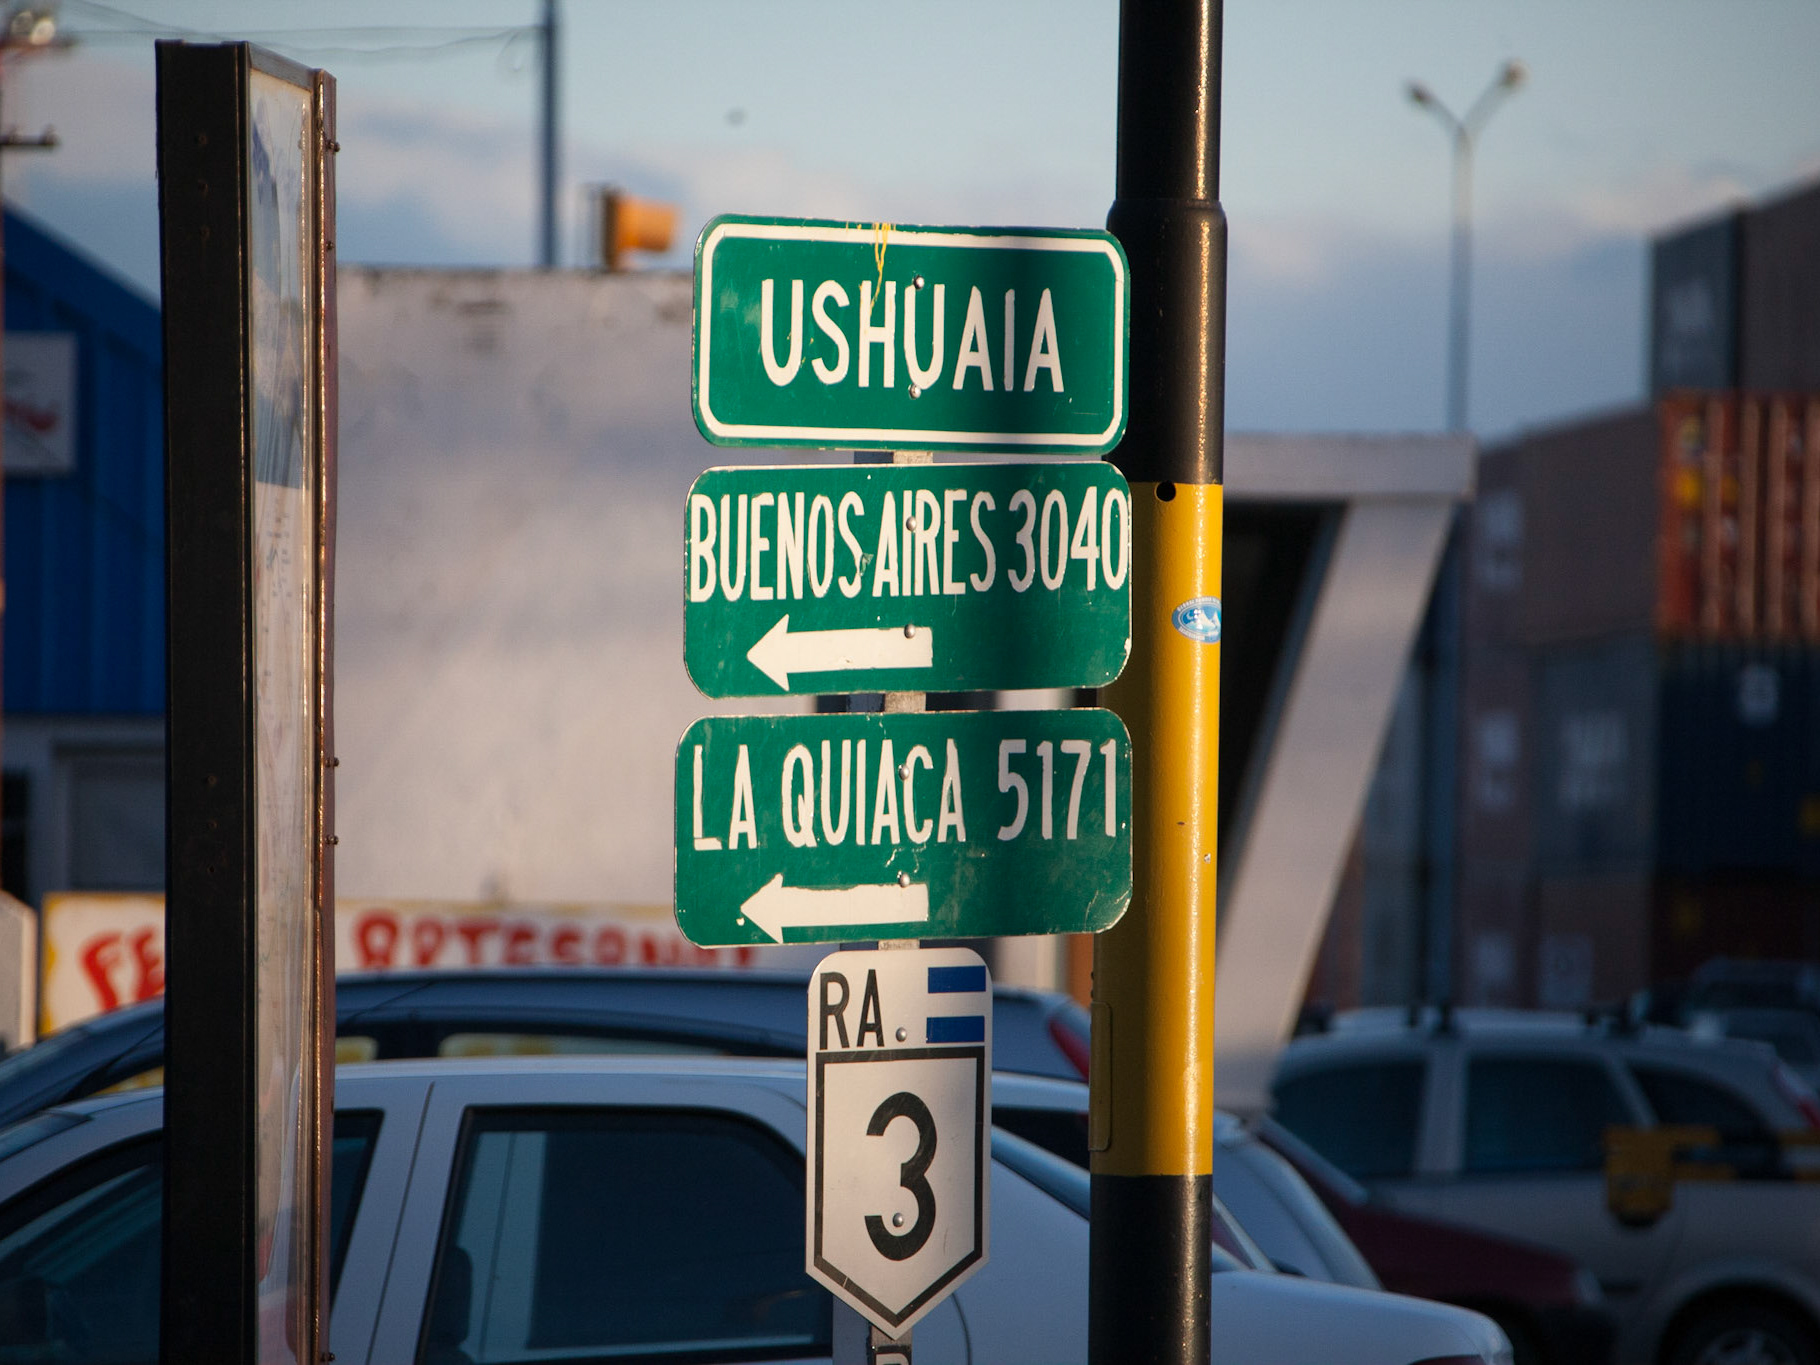 USHUAIA
BUENOS AIRES 3040
LA QUIACA 5171
RA.
3